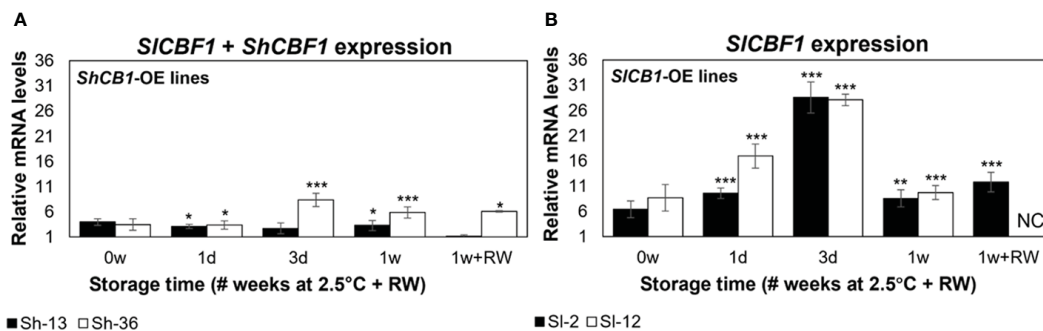 A
SlCBF1 + ShCBF1 expression
Relative mRNA levels
36
31
26
21
16
11
6
1
ShCB1-OE lines
* * *** * *** *
0w 1d 3d 1w 1w+RW
Storage time (# weeks at 2.5°C + RW)
■ Sh-13 □ Sh-36
B
SlCBF1 expression
Relative mRNA levels
36
31
26
21
16
11
6
1
SlCB1-OE lines
*** *** *** *** ** *** ***
NC
0w 1d 3d 1w 1w+RW
Storage time (# weeks at 2.5°C + RW)
■ Sl-2 □ Sl-12